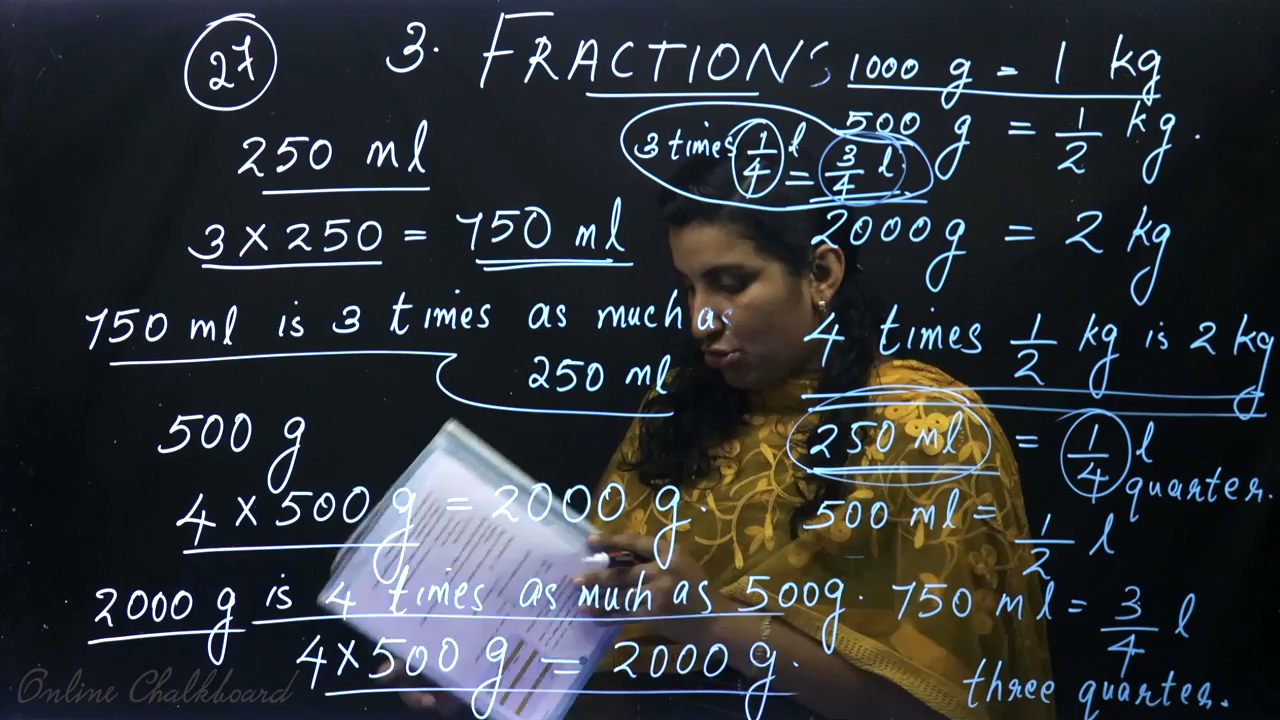 27
3. FRACTIONS
250 ml
3 × 250 = 750 ml
750 ml is 3 times as much as
250 ml
500 g
4 × 500 g = 2000 g.
2000 g is 4 times as much as 500g.
4×500 g = 2000 g.
1000 g = 1 kg
500 g = 1/2 kg.
3 times 1/4 l = 3/4 l.
2000 g = 2 kg
4 times 1/2 kg is 2 kg
250 ml = 1/4 l
quarter.
500 ml = 1/2 l
750 ml = 3/4 l
three quarter.
Online Chalkboard